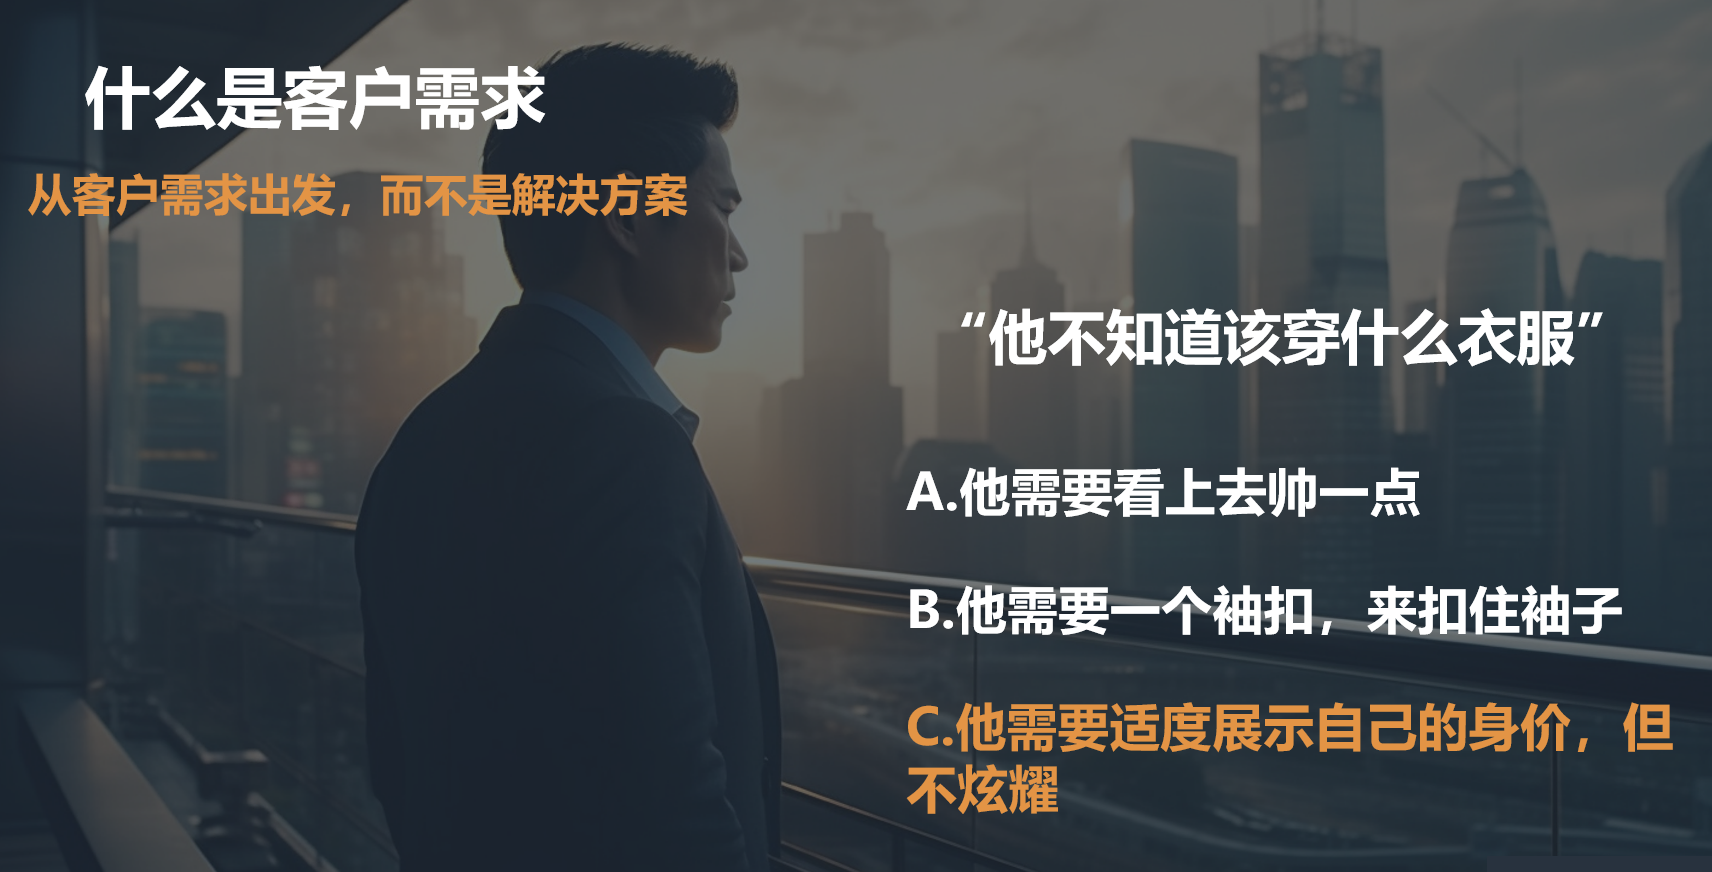 什么是客户需求
从客户需求出发，而不是解决方案
“他不知道该穿什么衣服”
A.他需要看上去帅一点
B.他需要一个袖扣，来扣住袖子
C.他需要适度展示自己的身价，但
不炫耀